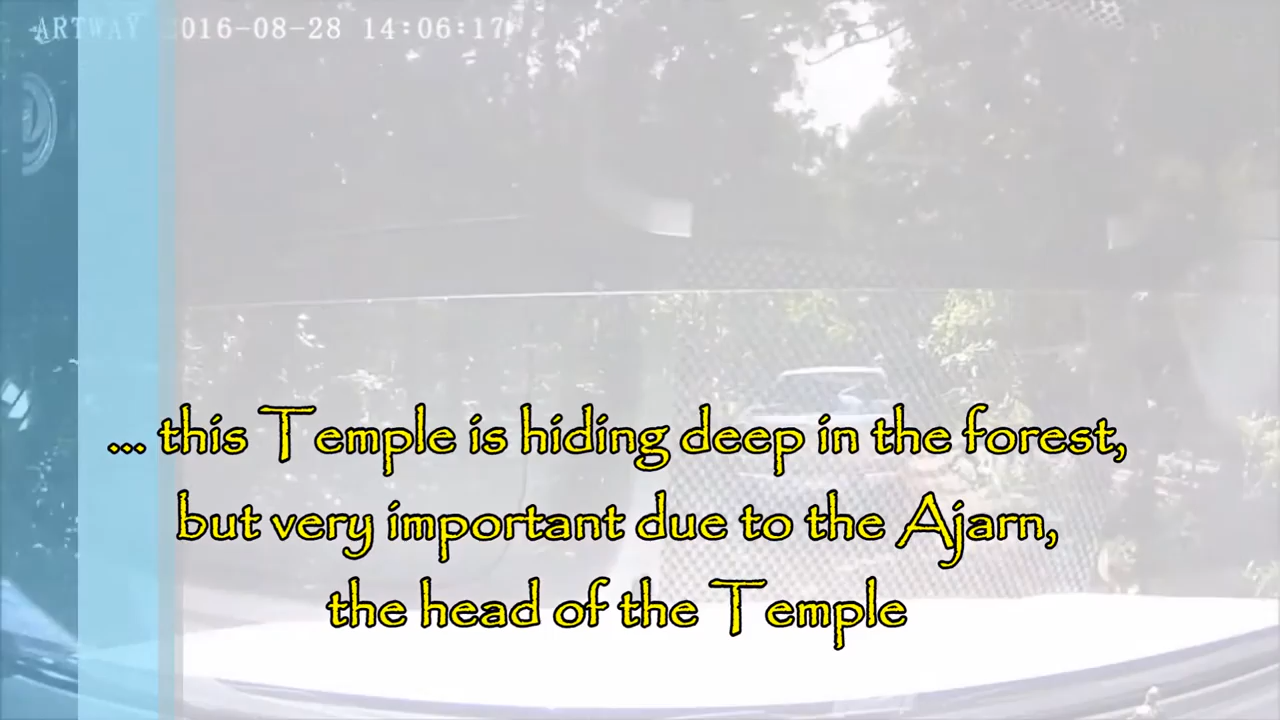 ARTWAY 2016-08-28 14:06:17
... this Temple is hiding deep in the forest,
but very important due to the Ajarn,
the head of the Temple